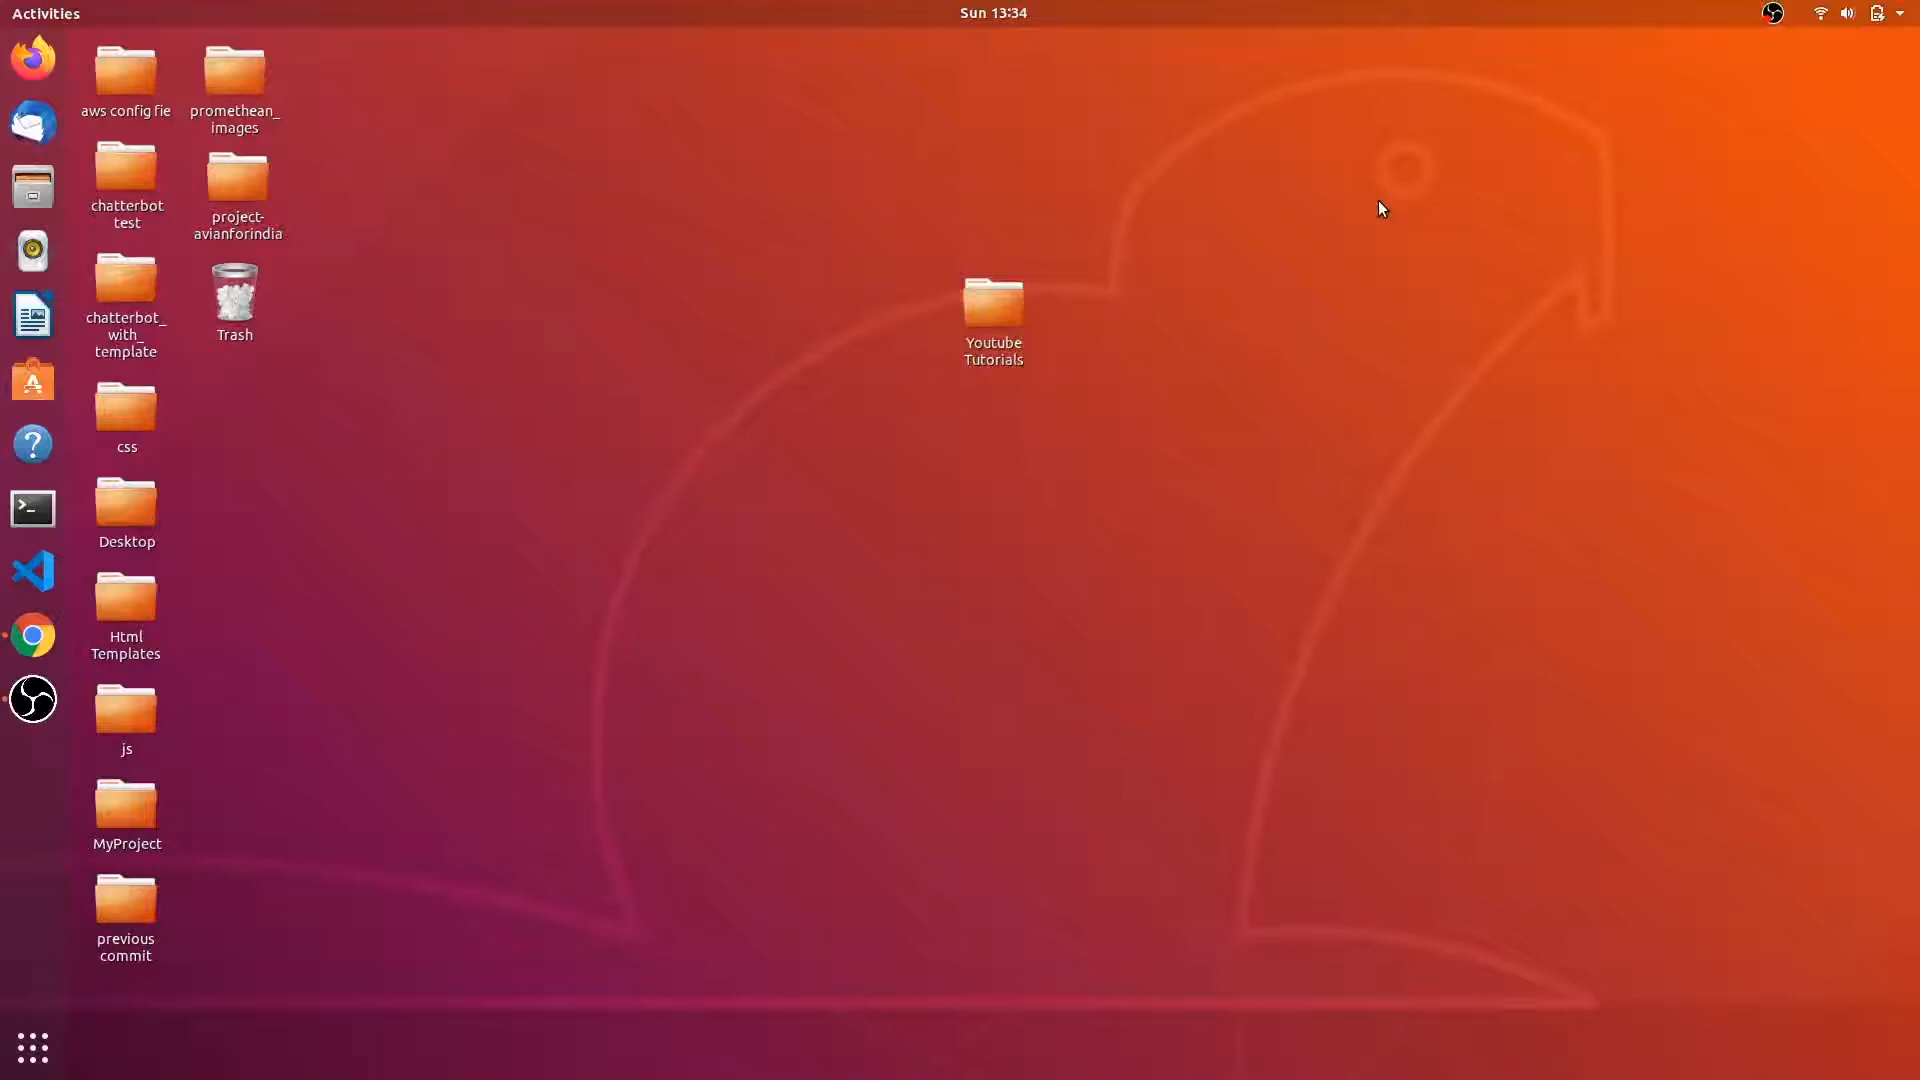 Activities
Sun 13:34
aws config fie
promethean_
images
chatterbot
test
project-
avianforindia
chatterbot_
with_
template
Trash
Youtube
Tutorials
css
Desktop
Html
Templates
js
MyProject
previous
commit